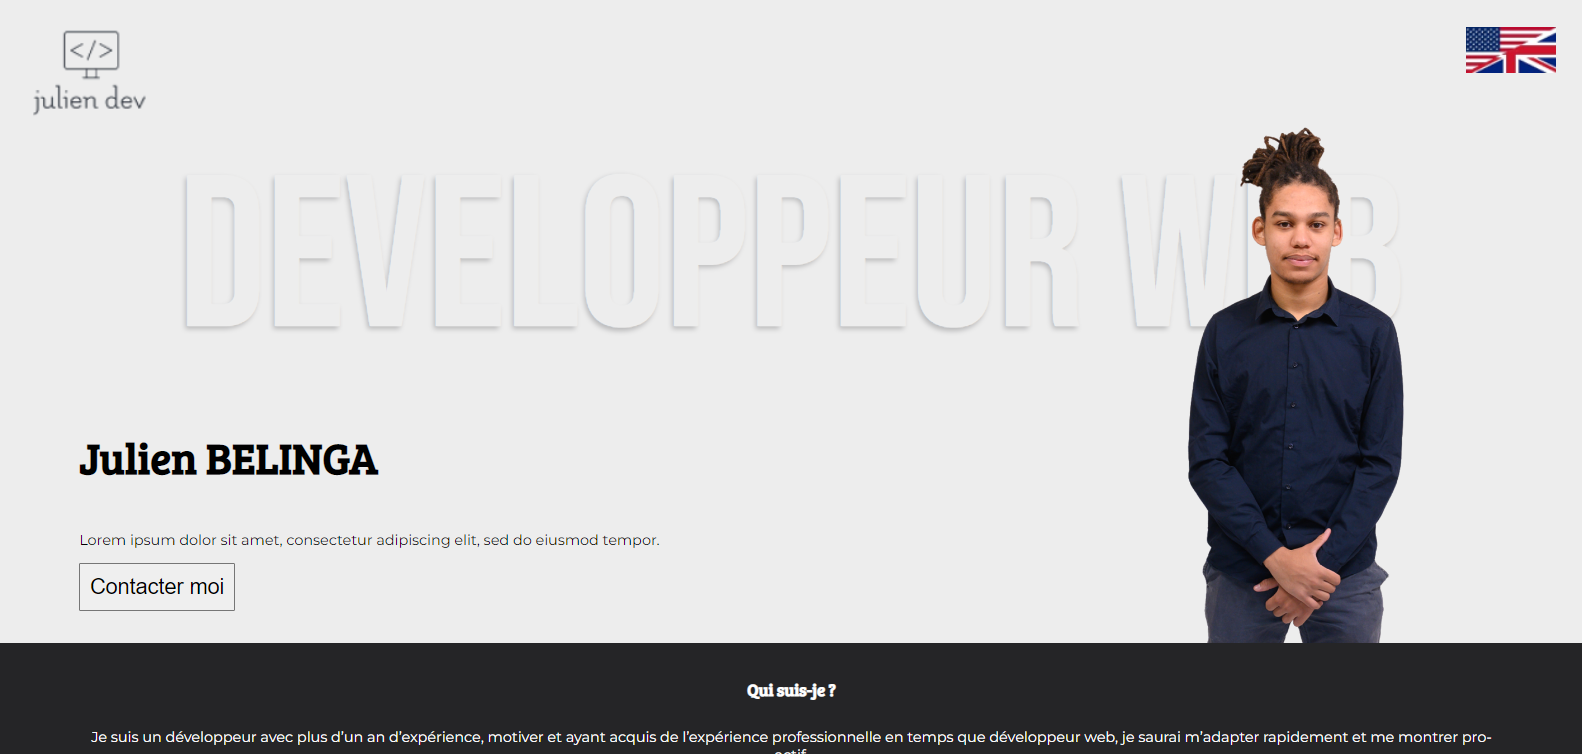 </>
julien dev
DEVELOPPEUR WEB
Julien BELINGA
Lorem ipsum dolor sit amet, consectetur adipiscing elit, sed do eiusmod tempor.
Contacter moi
Qui suis-je ?
Je suis un développeur avec plus d'un an d'expérience, motiver et ayant acquis de l'expérience professionnelle en temps que développeur web, je saurai m'adapter rapidement et me montrer pro-
actif